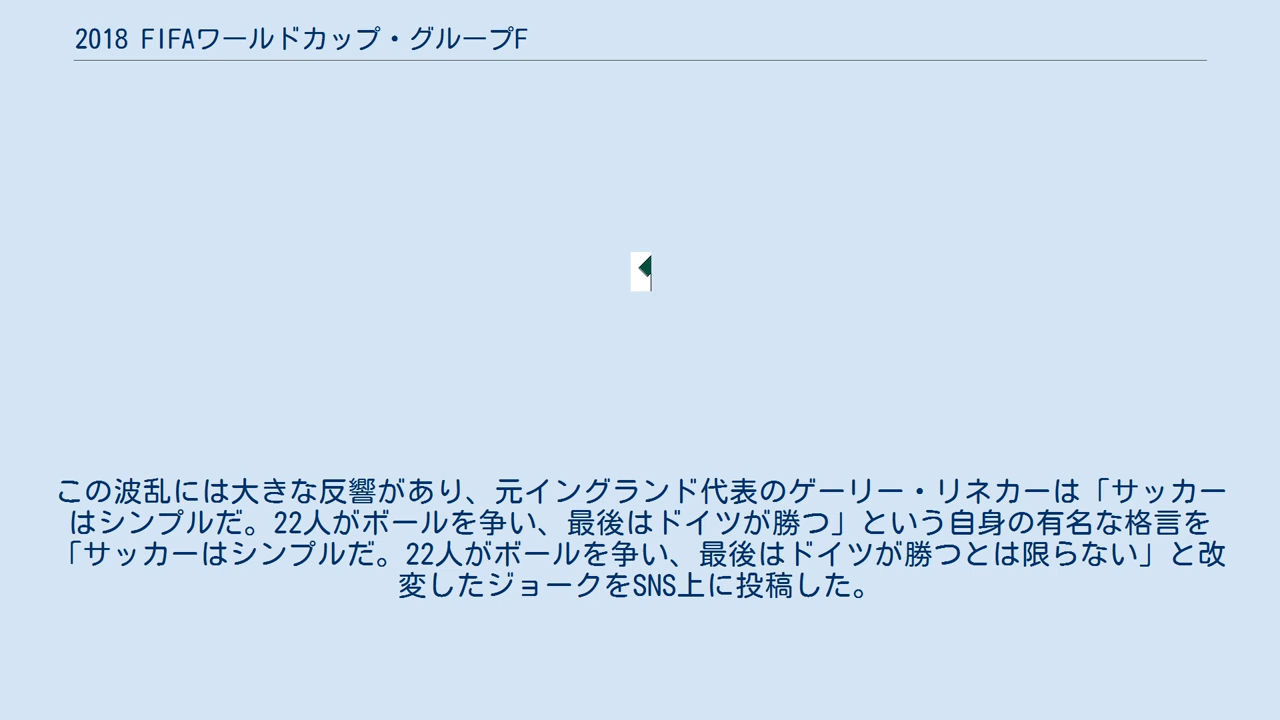 2018 FIFAワールドカップ・グループF
この波乱には大きな反響があり、元イングランド代表のゲーリー・リネカーは「サッカー
はシンプルだ。22人がボールを争い、最後はドイツが勝つ」という自身の有名な格言を
「サッカーはシンプルだ。22人がボールを争い、最後はドイツが勝つとは限らない」と改
変したジョークをSNS上に投稿した。